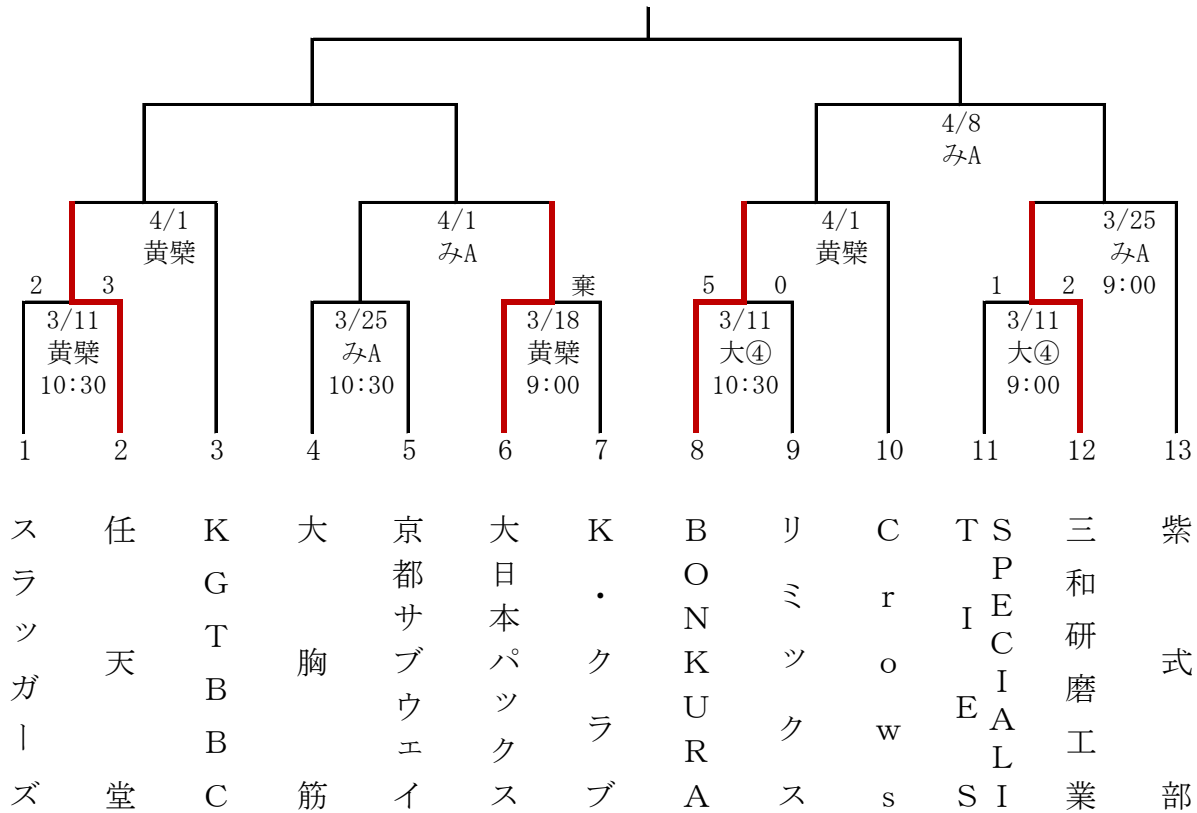 4/8
みA
4/1
黄檗
4/1
みA
4/1
黄檗
3/25
みA
9:00
2 3
棄
5 0
1 2
3/11
黄檗
10:30
3/25
みA
10:30
3/18
黄檗
9:00
3/11
大④
10:30
3/11
大④
9:00
1 2 3 4 5 6 7 8 9 10 11 12 13
スラッガーズ
任天堂
KGTBBC
大胸筋
京都サブウェイ
大日本パックス
K・クラブ
BONKURA
リミックス
Crows
SPECIALI
TIES
三和研磨工業
紫式部